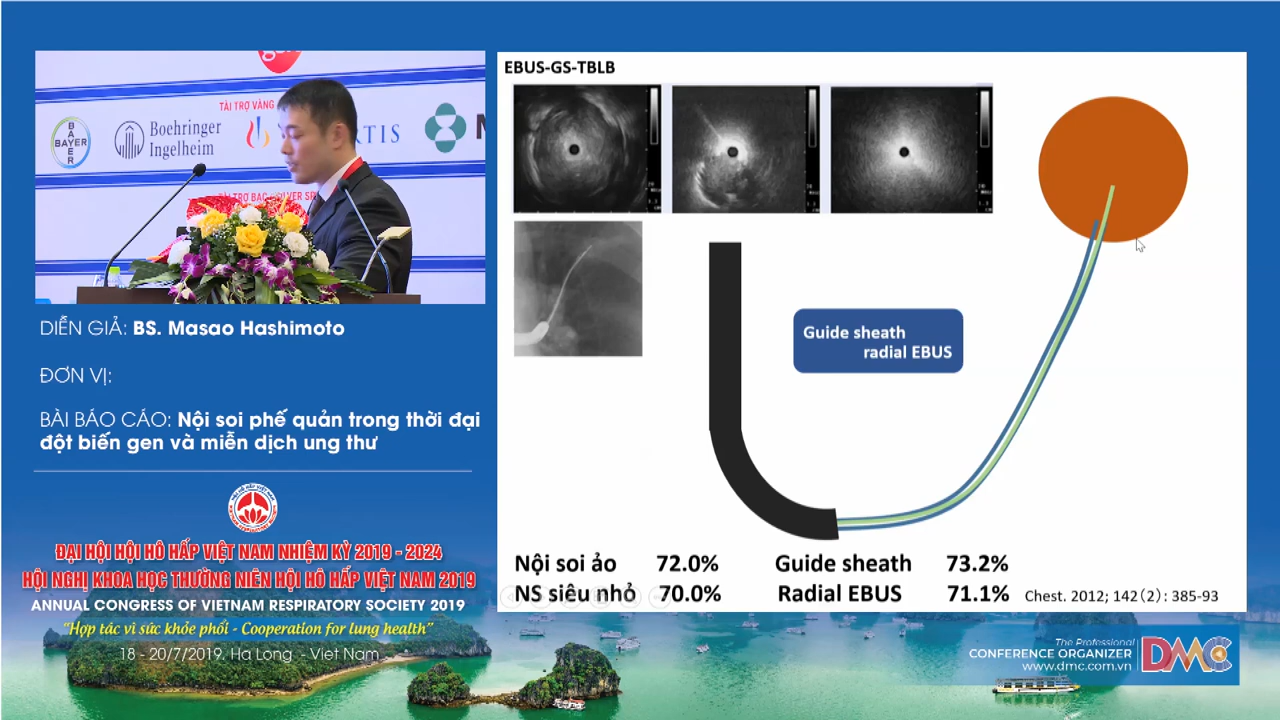 TÀI TRỢ VÀNG
BAYER
BAYER
Boehringer
Ingelheim
TIS
DIỄN GIẢ: BS. Masao Hashimoto
ĐƠN VỊ:
BÀI BÁO CÁO: Nội soi phế quản trong thời đại
đột biến gen và miễn dịch ung thư
ĐẠI HỘI HỘI HÔ HẤP VIỆT NAM NHIỆM KỲ 2019 - 2024
HỘI NGHỊ KHOA HỌC THƯỜNG NIÊN HỘI HÔ HẤP VIỆT NAM 2019
ANNUAL CONGRESS OF VIETNAM RESPIRATORY SOCIETY 2019
“Hợp tác vì sức khỏe phổi - Cooperation for lung health”
18 - 20/7/2019. Ha Long - Viet Nam
EBUS-GS-TBLB
Guide sheath
radial EBUS
Nội soi ảo 72.0% Guide sheath 73.2%
NS siêu nhỏ 70.0% Radial EBUS 71.1% Chest. 2012; 142(2): 385-93
The Professional
CONFERENCE ORGANIZER
www.dmc.com.vn
DMC